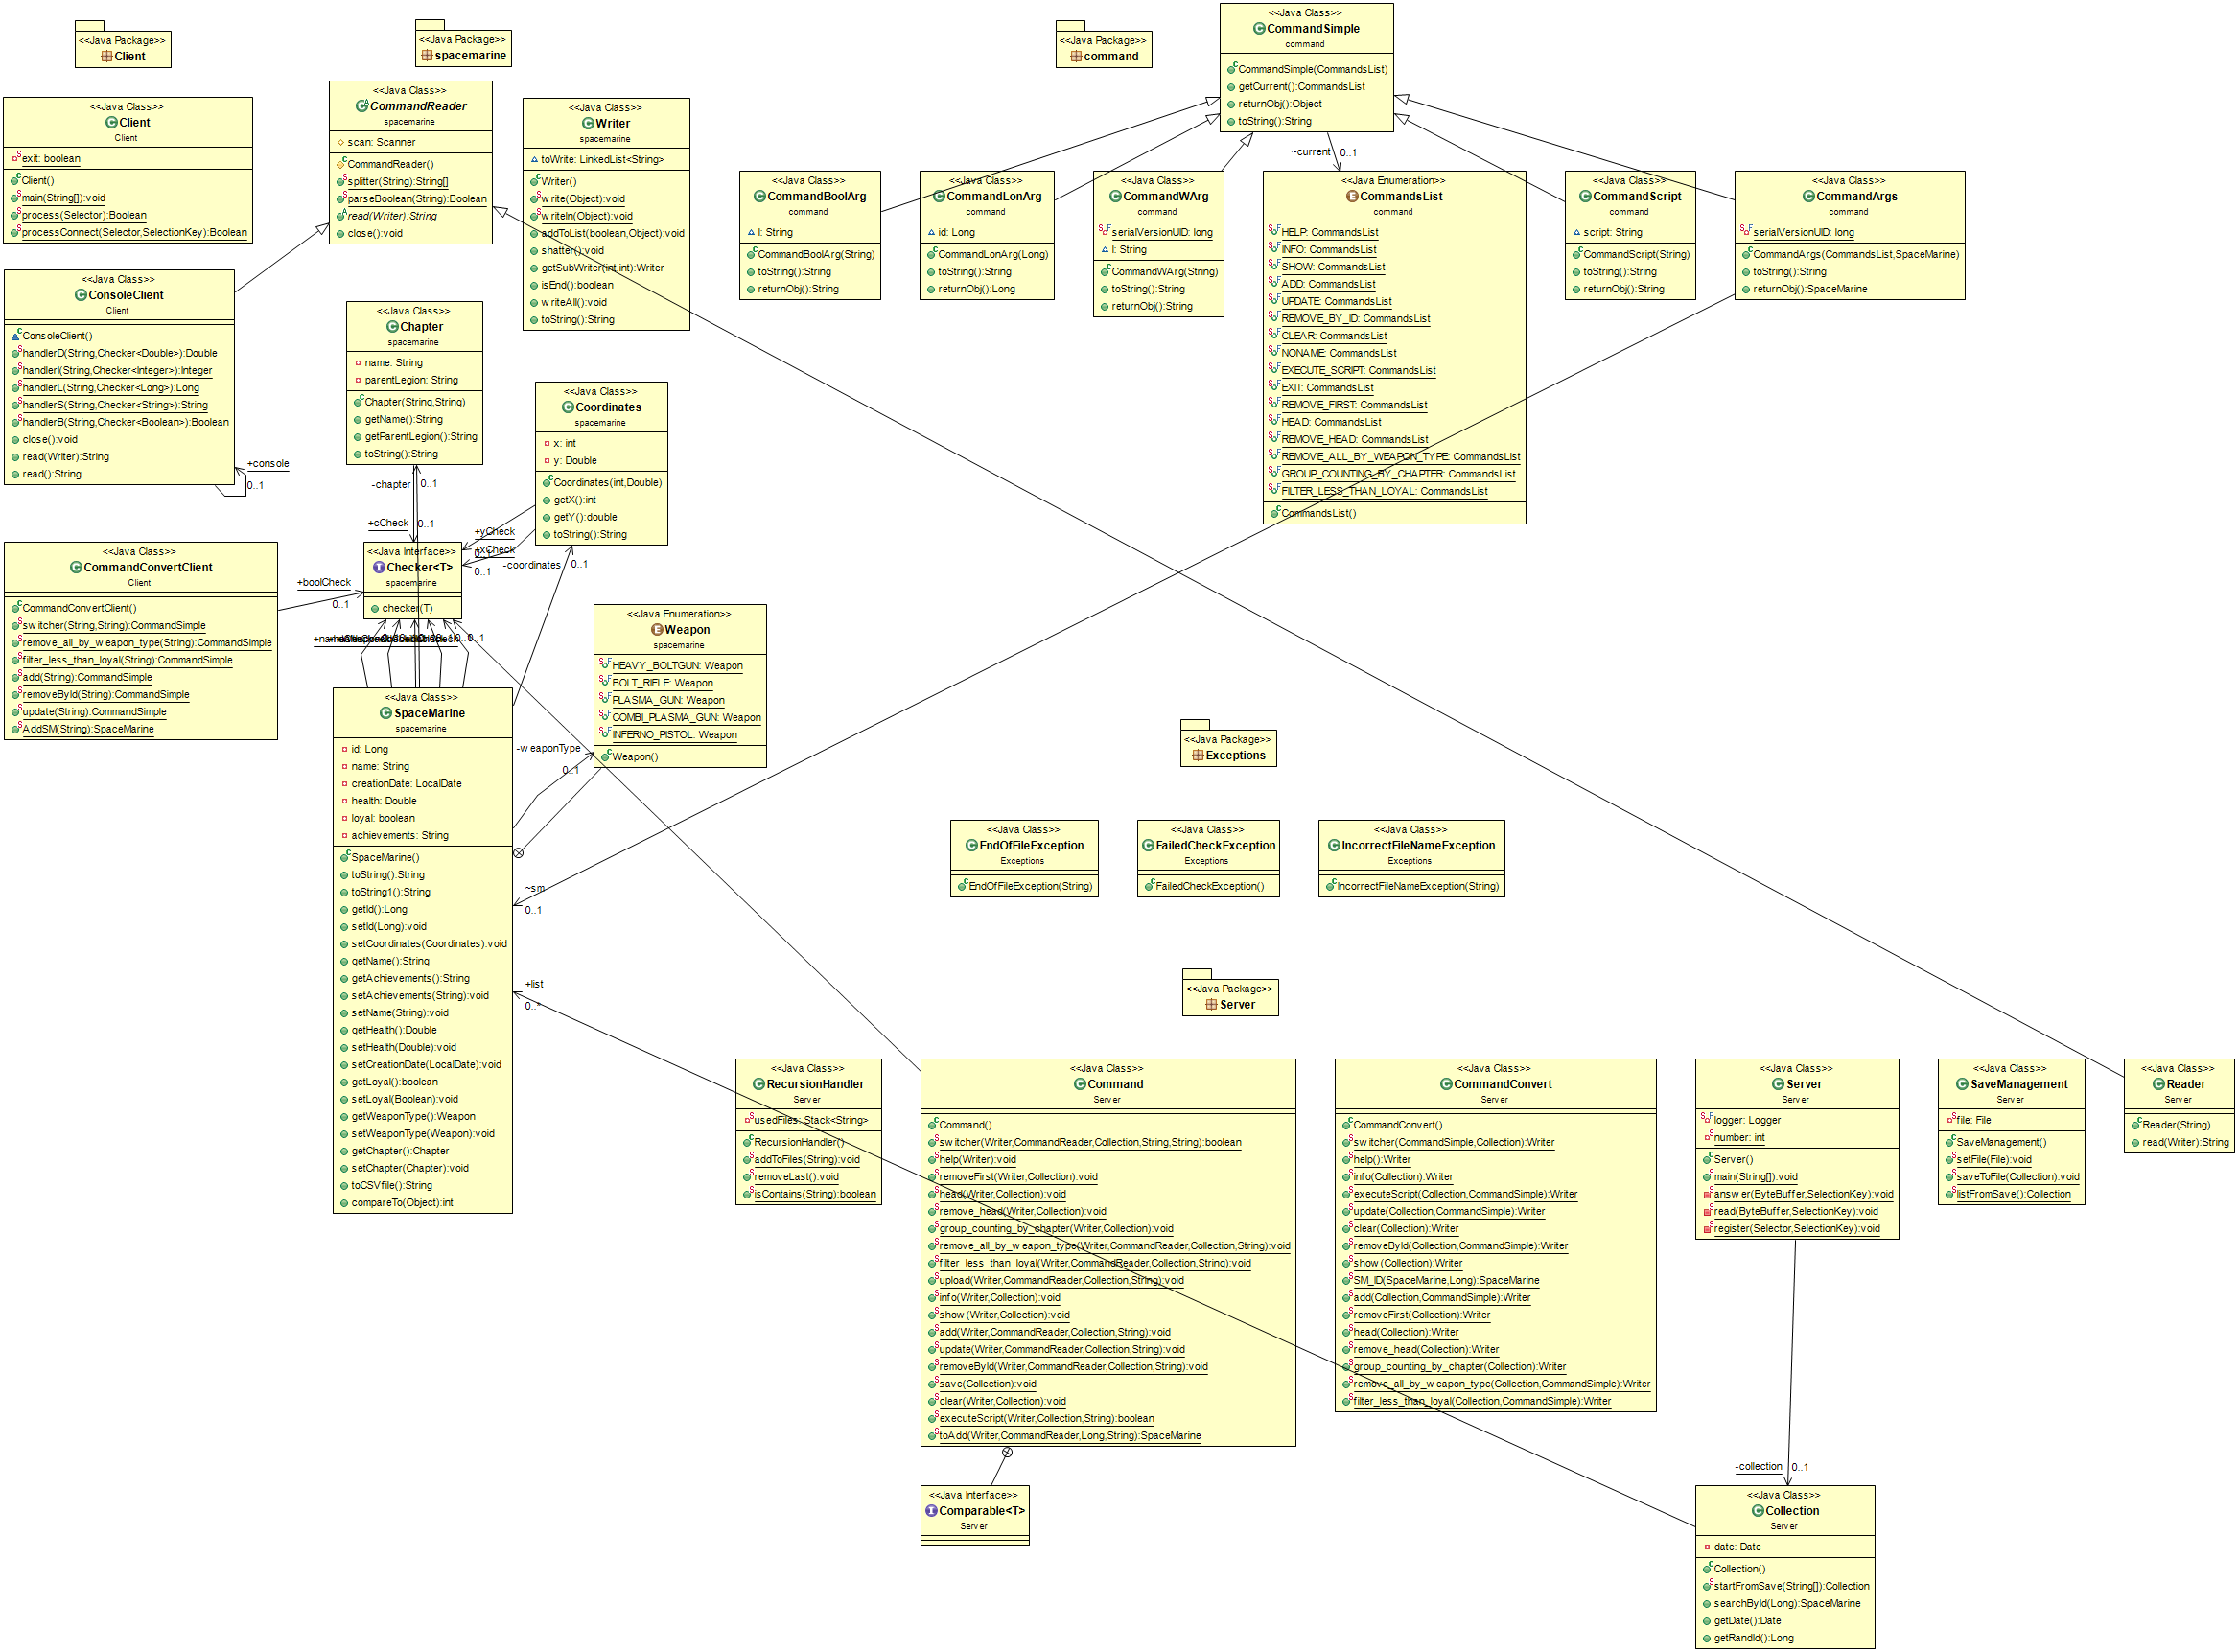 <<Java Package>>
Client
<<Java Package>>
spacemarine
<<Java Package>>
command
<<Java Class>>
CommandSimple
command
CommandSimple(CommandsList)
getCurrent():CommandsList
returnObj():Object
toString():String
<<Java Class>>
Client
Client
exit: boolean
Client()
main(String[]):void
process(Selector):Boolean
processConnect(Selector,SelectionKey):Boolean
<<Java Class>>
CommandReader
spacemarine
scan: Scanner
CommandReader()
splitter(String):String[]
parseBoolean(String):Boolean
read(Writer):String
close():void
<<Java Class>>
Writer
spacemarine
toWrite: LinkedList<String>
Writer()
write(Object):void
writeln(Object):void
addToList(boolean,Object):void
shatter():void
getSubWriter(int,int):Writer
isEnd():boolean
writeAll():void
toString():String
<<Java Class>>
CommandBoolArg
command
l: String
CommandBoolArg(String)
toString():String
returnObj():String
<<Java Class>>
CommandLonArg
command
id: Long
CommandLonArg(Long)
toString():String
returnObj():Long
<<Java Class>>
CommandWArg
command
serialVersionUID: long
l: String
CommandWArg(String)
toString():String
returnObj():String
~current
0..1
<<Java Enumeration>>
CommandsList
command
HELP: CommandsList
INFO: CommandsList
SHOW: CommandsList
ADD: CommandsList
UPDATE: CommandsList
REMOVE_BY_ID: CommandsList
CLEAR: CommandsList
NONAME: CommandsList
EXECUTE_SCRIPT: CommandsList
EXIT: CommandsList
REMOVE_FIRST: CommandsList
HEAD: CommandsList
REMOVE_HEAD: CommandsList
REMOVE_ALL_BY_WEAPON_TYPE: CommandsList
GROUP_COUNTING_BY_CHAPTER: CommandsList
FILTER_LESS_THAN_LOYAL: CommandsList
CommandsList()
<<Java Class>>
CommandScript
command
script: String
CommandScript(String)
toString():String
returnObj():String
<<Java Class>>
CommandArgs
command
serialVersionUID: long
CommandArgs(CommandsList,SpaceMarine)
toString():String
returnObj():SpaceMarine
<<Java Class>>
ConsoleClient
Client
ConsoleClient()
handlerD(String,Checker<Double>):Double
handlerI(String,Checker<Integer>):Integer
handlerL(String,Checker<Long>):Long
handlerS(String,Checker<String>):String
handlerB(String,Checker<Boolean>):Boolean
close():void
read(Writer):String
read():String
+console
0..1
<<Java Class>>
Chapter
spacemarine
name: String
parentLegion: String
Chapter(String,String)
getName():String
getParentLegion():String
toString():String
-chapter
0..1
+cCheck
0..1
<<Java Class>>
Coordinates
spacemarine
x: int
y: Double
Coordinates(int,Double)
getX():int
getY():double
toString():String
+yCheck
0..1
+xCheck
0..1
-coordinates
0..1
<<Java Class>>
CommandConvertClient
Client
CommandConvertClient()
switcher(String,String):CommandSimple
remove_all_by_weapon_type(String):CommandSimple
filter_less_than_loyal(String):CommandSimple
add(String):CommandSimple
removeById(String):CommandSimple
update(String):CommandSimple
AddSM(String):SpaceMarine
+boolCheck
0..1
<<Java Interface>>
Checker<T>
spacemarine
checker(T)
0..1
<<Java Enumeration>>
Weapon
spacemarine
HEAVY_BOLTGUN: Weapon
BOLT_RIFLE: Weapon
PLASMA_GUN: Weapon
COMBI_PLASMA_GUN: Weapon
INFERNO_PISTOL: Weapon
Weapon()
-weaponType
0..1
<<Java Class>>
SpaceMarine
spacemarine
id: Long
name: String
creationDate: LocalDate
health: Double
loyal: boolean
achievements: String
SpaceMarine()
toString():String
toString1():String
getId():Long
setId(Long):void
setCoordinates(Coordinates):void
getName():String
getAchievements():String
setAchievements(String):void
setName(String):void
getHealth():Double
setHealth(Double):void
setCreationDate(LocalDate):void
getLoyal():boolean
setLoyal(Boolean):void
getWeaponType():Weapon
setWeaponType(Weapon):void
getChapter():Chapter
setChapter(Chapter):void
toCSVfile():String
compareTo(Object):int
~sm
0..1
+list
0..*
<<Java Package>>
Exceptions
<<Java Class>>
EndOfFileException
Exceptions
EndOfFileException(String)
<<Java Class>>
FailedCheckException
Exceptions
FailedCheckException()
<<Java Class>>
IncorrectFileNameException
Exceptions
IncorrectFileNameException(String)
<<Java Package>>
Server
<<Java Class>>
RecursionHandler
Server
usedFiles: Stack<String>
RecursionHandler()
addToFiles(String):void
removeLast():void
isContains(String):boolean
<<Java Class>>
Command
Server
Command()
switcher(Writer,CommandReader,Collection,String,String):boolean
help(Writer):void
removeFirst(Writer,Collection):void
head(Writer,Collection):void
remove_head(Writer,Collection):void
group_counting_by_chapter(Writer,Collection):void
remove_all_by_weapon_type(Writer,CommandReader,Collection,String):void
filter_less_than_loyal(Writer,CommandReader,Collection,String):void
upload(Writer,CommandReader,Collection,String):void
info(Writer,Collection):void
show(Writer,Collection):void
add(Writer,CommandReader,Collection,String):void
update(Writer,CommandReader,Collection,String):void
removeById(Writer,CommandReader,Collection,String):void
save(Collection):void
clear(Writer,Collection):void
executeScript(Writer,Collection,String):boolean
toAdd(Writer,CommandReader,Long,String):SpaceMarine
<<Java Interface>>
Comparable<T>
Server
<<Java Class>>
CommandConvert
Server
CommandConvert()
switcher(CommandSimple,Collection):Writer
help():Writer
info(Collection):Writer
executeScript(Collection,CommandSimple):Writer
update(Collection,CommandSimple):Writer
clear(Collection):Writer
removeById(Collection,CommandSimple):Writer
show(Collection):Writer
SM_ID(SpaceMarine,Long):SpaceMarine
add(Collection,CommandSimple):Writer
removeFirst(Collection):Writer
head(Collection):Writer
remove_head(Collection):Writer
group_counting_by_chapter(Collection):Writer
remove_all_by_weapon_type(Collection,CommandSimple):Writer
filter_less_than_loyal(Collection,CommandSimple):Writer
<<Java Class>>
Server
Server
logger: Logger
number: int
Server()
main(String[]):void
answer(ByteBuffer,SelectionKey):void
read(ByteBuffer,SelectionKey):void
register(Selector,SelectionKey):void
<<Java Class>>
SaveManagement
Server
file: File
SaveManagement()
setFile(File):void
saveToFile(Collection):void
listFromSave():Collection
<<Java Class>>
Reader
Server
Reader(String)
read(Writer):String
-collection
0..1
<<Java Class>>
Collection
Server
date: Date
Collection()
startFromSave(String[]):Collection
searchById(Long):SpaceMarine
getDate():Date
getRandId():Long